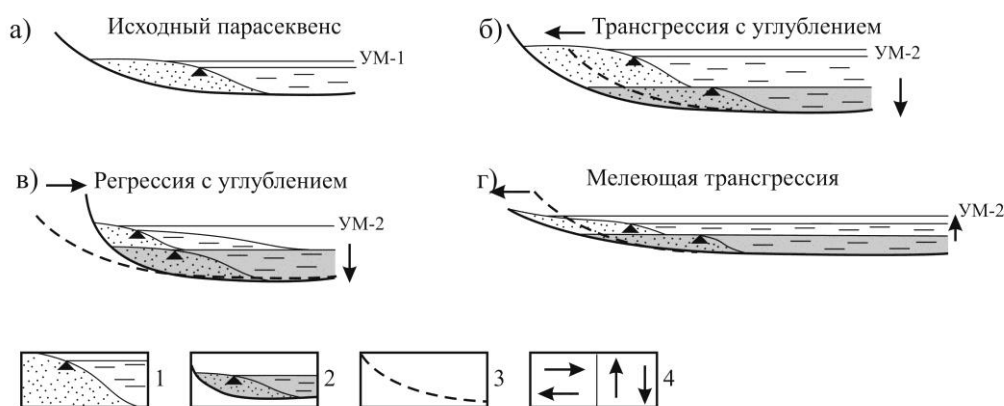 а) Исходный парасеквенс
УМ-1
б) Трансгрессия с углублением
УМ-2
в) Регрессия с углублением
УМ-2
г) Мелеющая трансгрессия
УМ-2
1 2 3 4